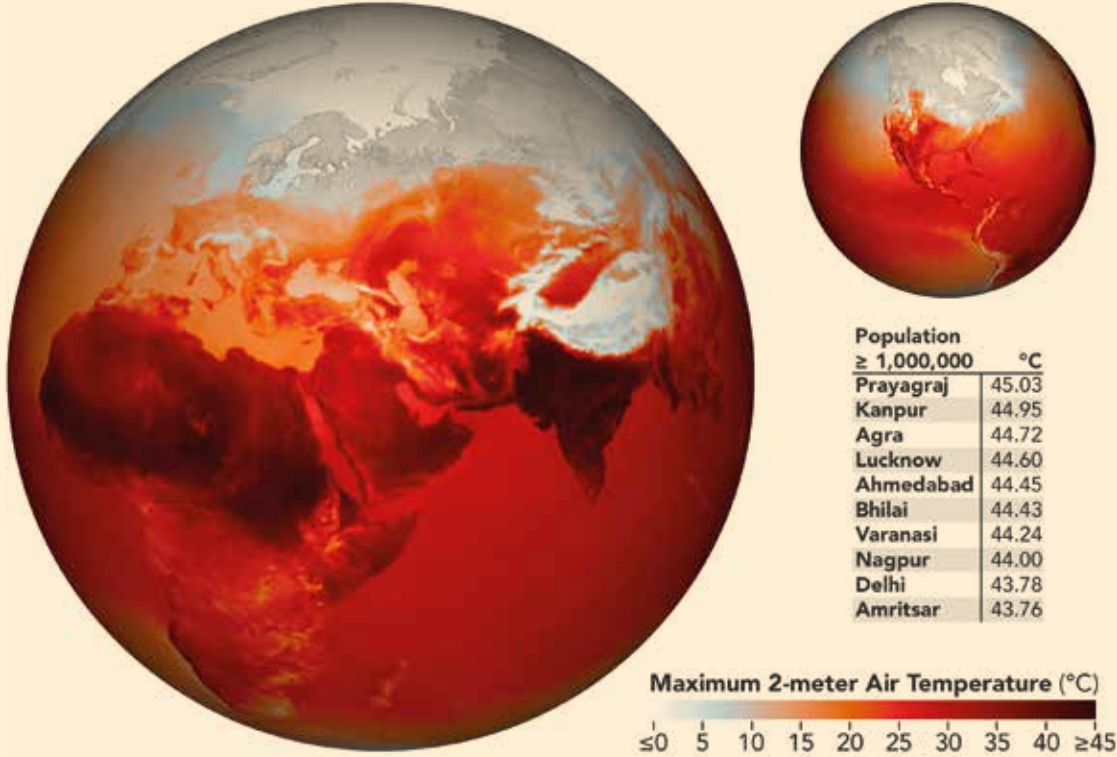 Population
≥ 1,000,000 °C
Prayagraj 45.03
Kanpur 44.95
Agra 44.72
Lucknow 44.60
Ahmedabad 44.45
Bhilai 44.43
Varanasi 44.24
Nagpur 44.00
Delhi 43.78
Amritsar 43.76
Maximum 2-meter Air Temperature (°C)
≤0 5 10 15 20 25 30 35 40 ≥45